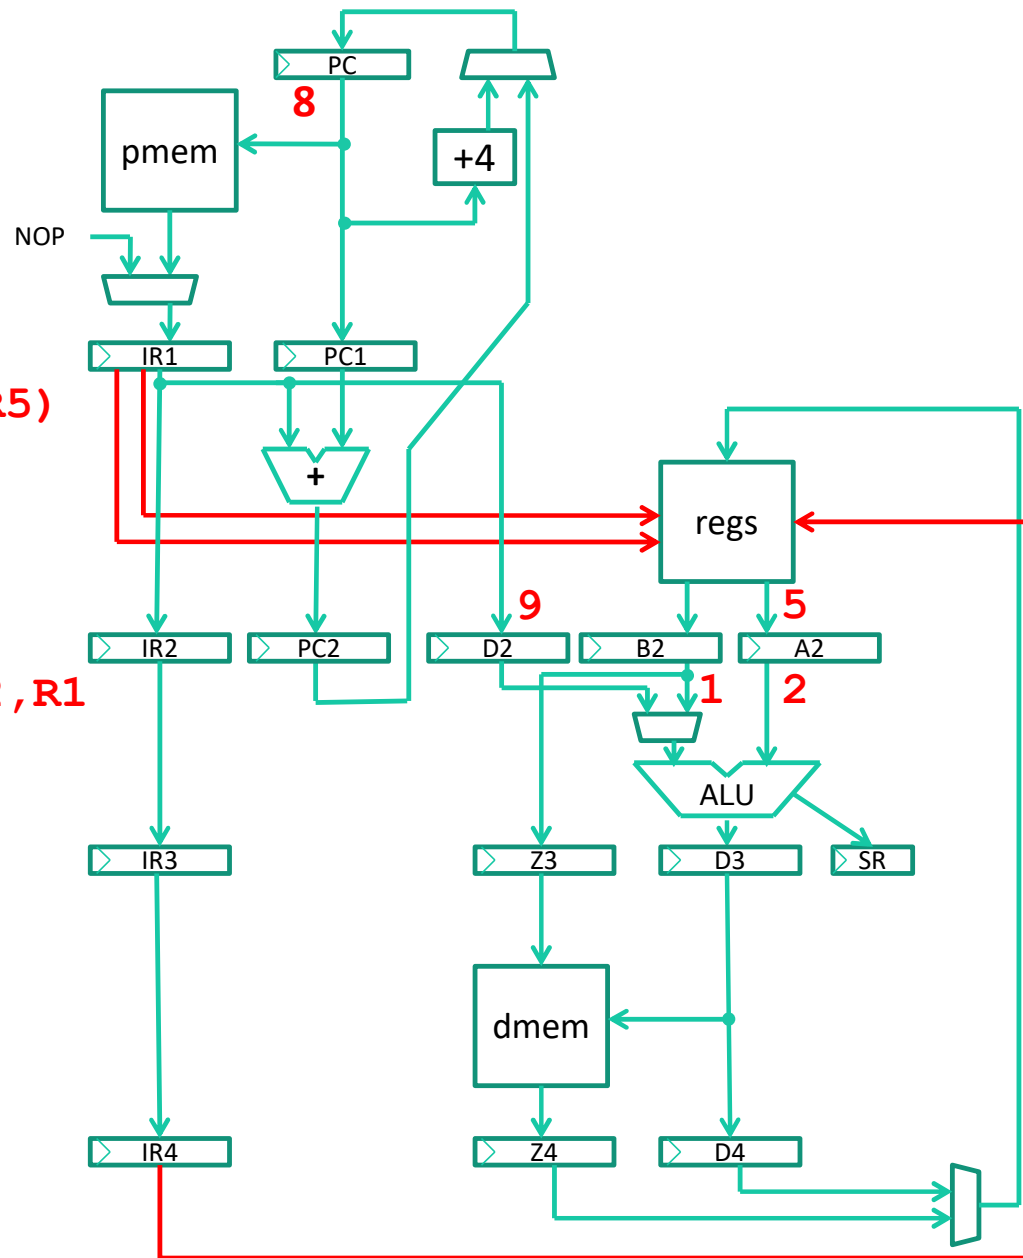 PC
8
pmem
+4
NOP
IR1
PC1
R5)
+
regs
9
5
IR2
PC2
D2
B2
A2
,R1
1
2
ALU
IR3
Z3
D3
SR
dmem
IR4
Z4
D4